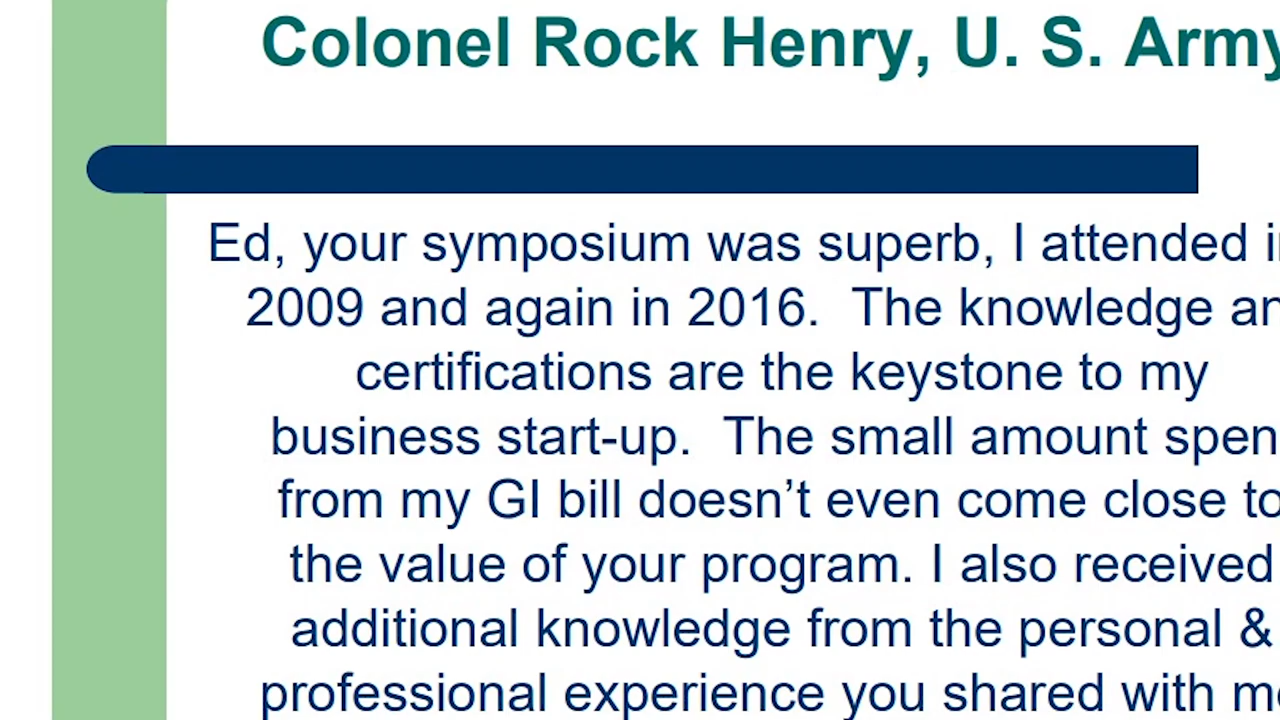 Colonel Rock Henry, U. S. Army
Ed, your symposium was superb, I attended in
2009 and again in 2016. The knowledge an
certifications are the keystone to my
business start-up. The small amount spen
from my GI bill doesn’t even come close to
the value of your program. I also received
additional knowledge from the personal &
professional experience you shared with me